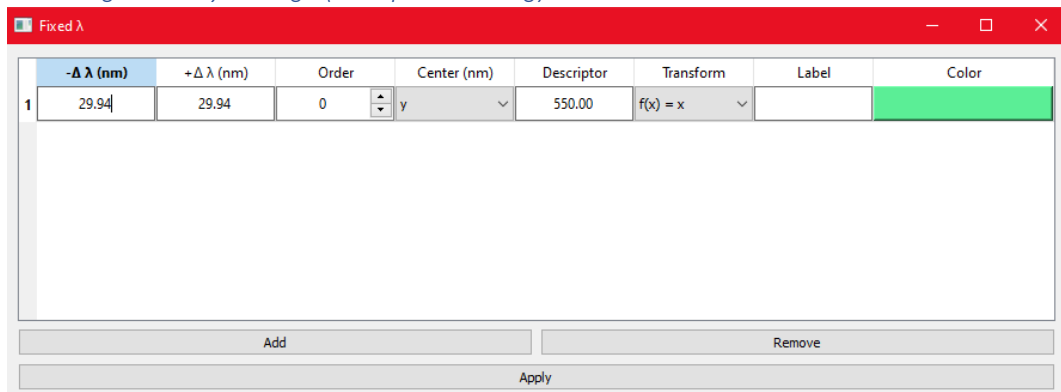 Fixed λ
-Δ λ (nm) +Δ λ (nm) Order Center (nm) Descriptor Transform Label Color
1 29.94 29.94 0 y 550.00 f(x) = x
Add Remove
Apply